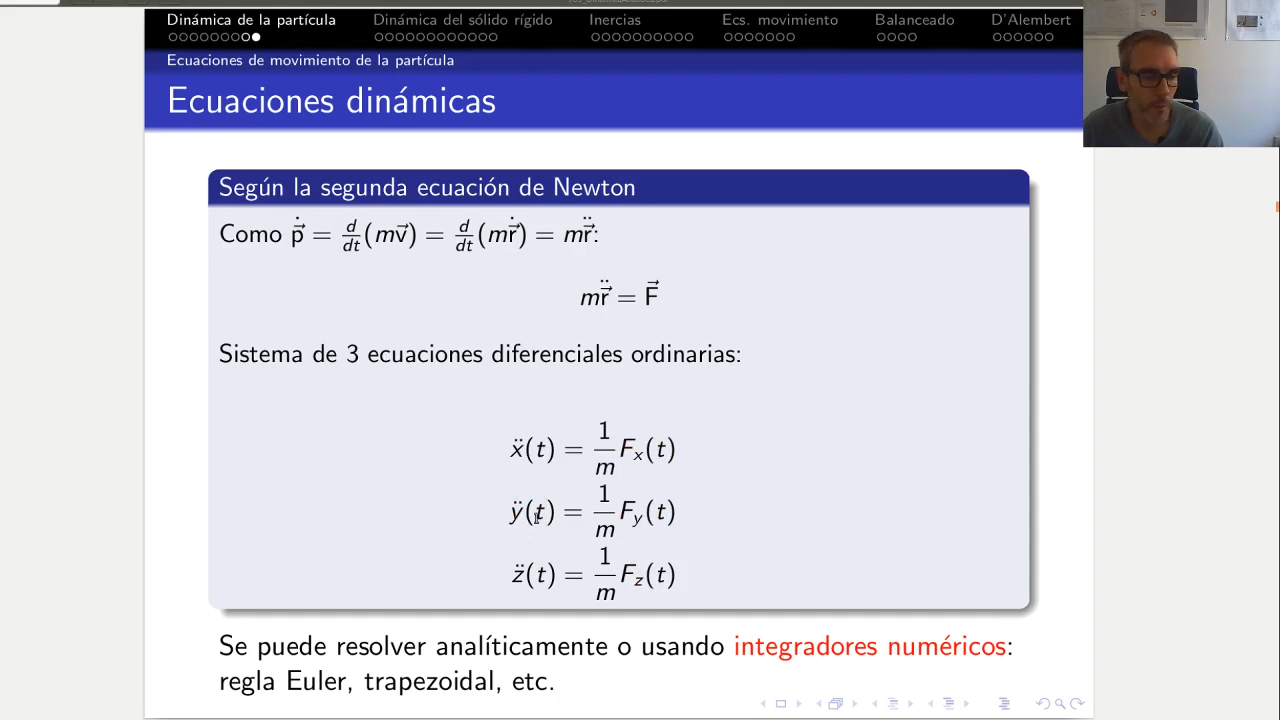 Dinámica de la partícula Dinámica del sólido rígido Inercias Ecs. movimiento Balanceado D'Alembert
Ecuaciones de movimiento de la partícula
Ecuaciones dinámicas
Según la segunda ecuación de Newton
Como ṗ⃗ = d/dt(mv⃗) = d/dt(mṙ⃗) = mr̈⃗:
mr̈⃗ = F⃗
Sistema de 3 ecuaciones diferenciales ordinarias:
ẍ(t) = 1/m Fₓ(t)
ÿ(t) = 1/m F_y(t)
z̈(t) = 1/m F_z(t)
Se puede resolver analíticamente o usando integradores numéricos:
regla Euler, trapezoidal, etc.